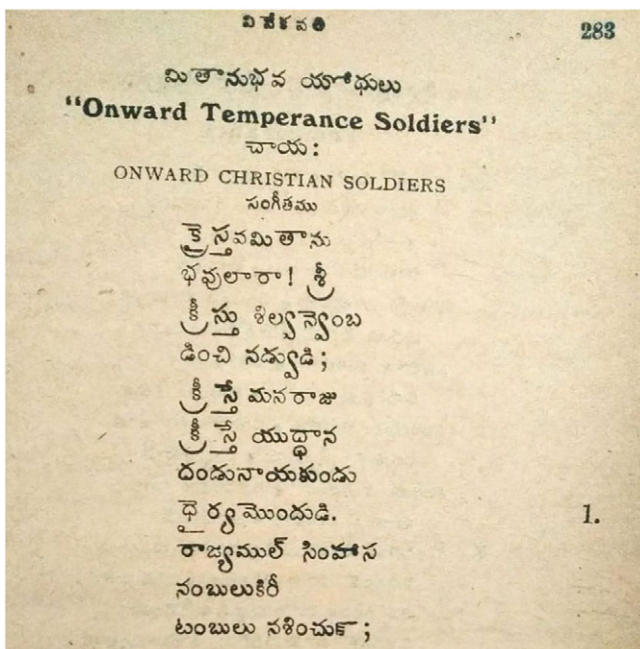 వివేకవతి 283
మితానుభవ యోధులు
"Onward Temperance Soldiers"
చాయ:
ONWARD CHRISTIAN SOLDIERS
సంగీతము
క్రైస్తవమితాను
భవులారా! శ్రీ
క్రీస్తు శిల్వన్వెంబ
డించి నడ్వుడి;
క్రీస్తే మనరాజు
క్రీస్తే యుద్ధాన
దండునాయకుండు
ధైర్యమొందుడి. 1.
రాజ్యముల్ సింహాస
నంబులుకిరీ
టంబులు నశించుక్ ;